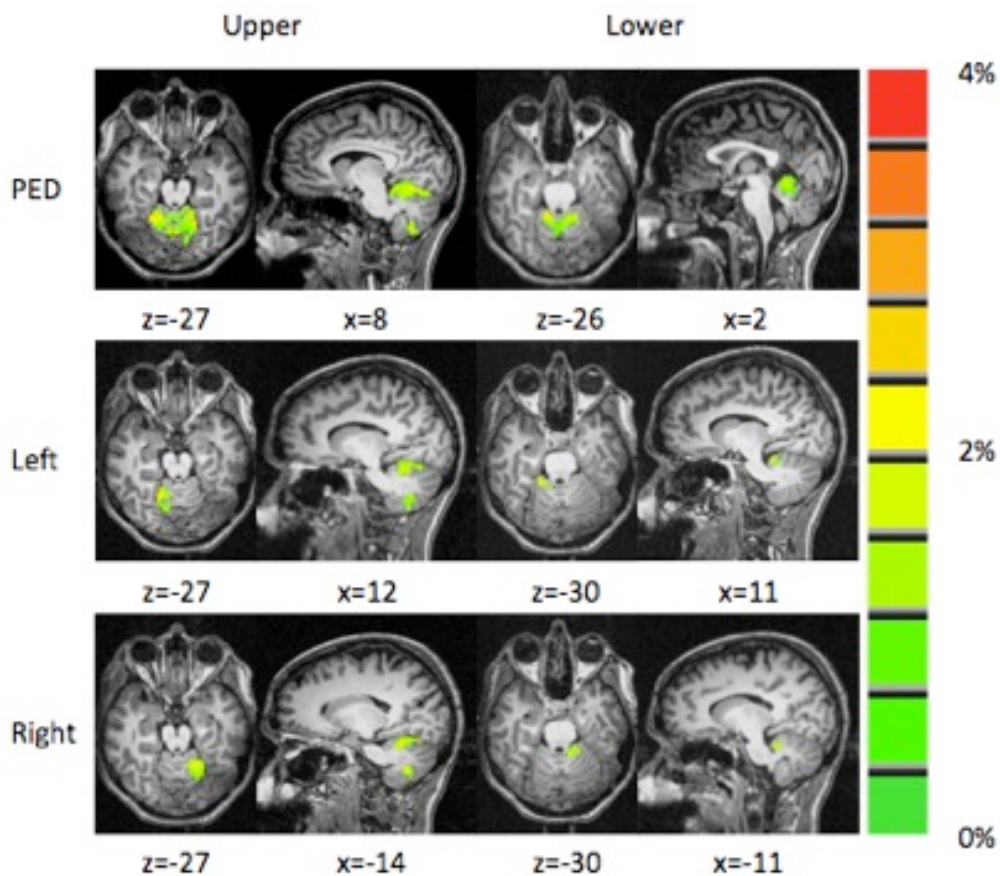 Upper Lower
4%
PED
z=-27 x=8 z=-26 x=2
Left
2%
z=-27 x=12 z=-30 x=11
Right
0%
z=-27 x=-14 z=-30 x=-11